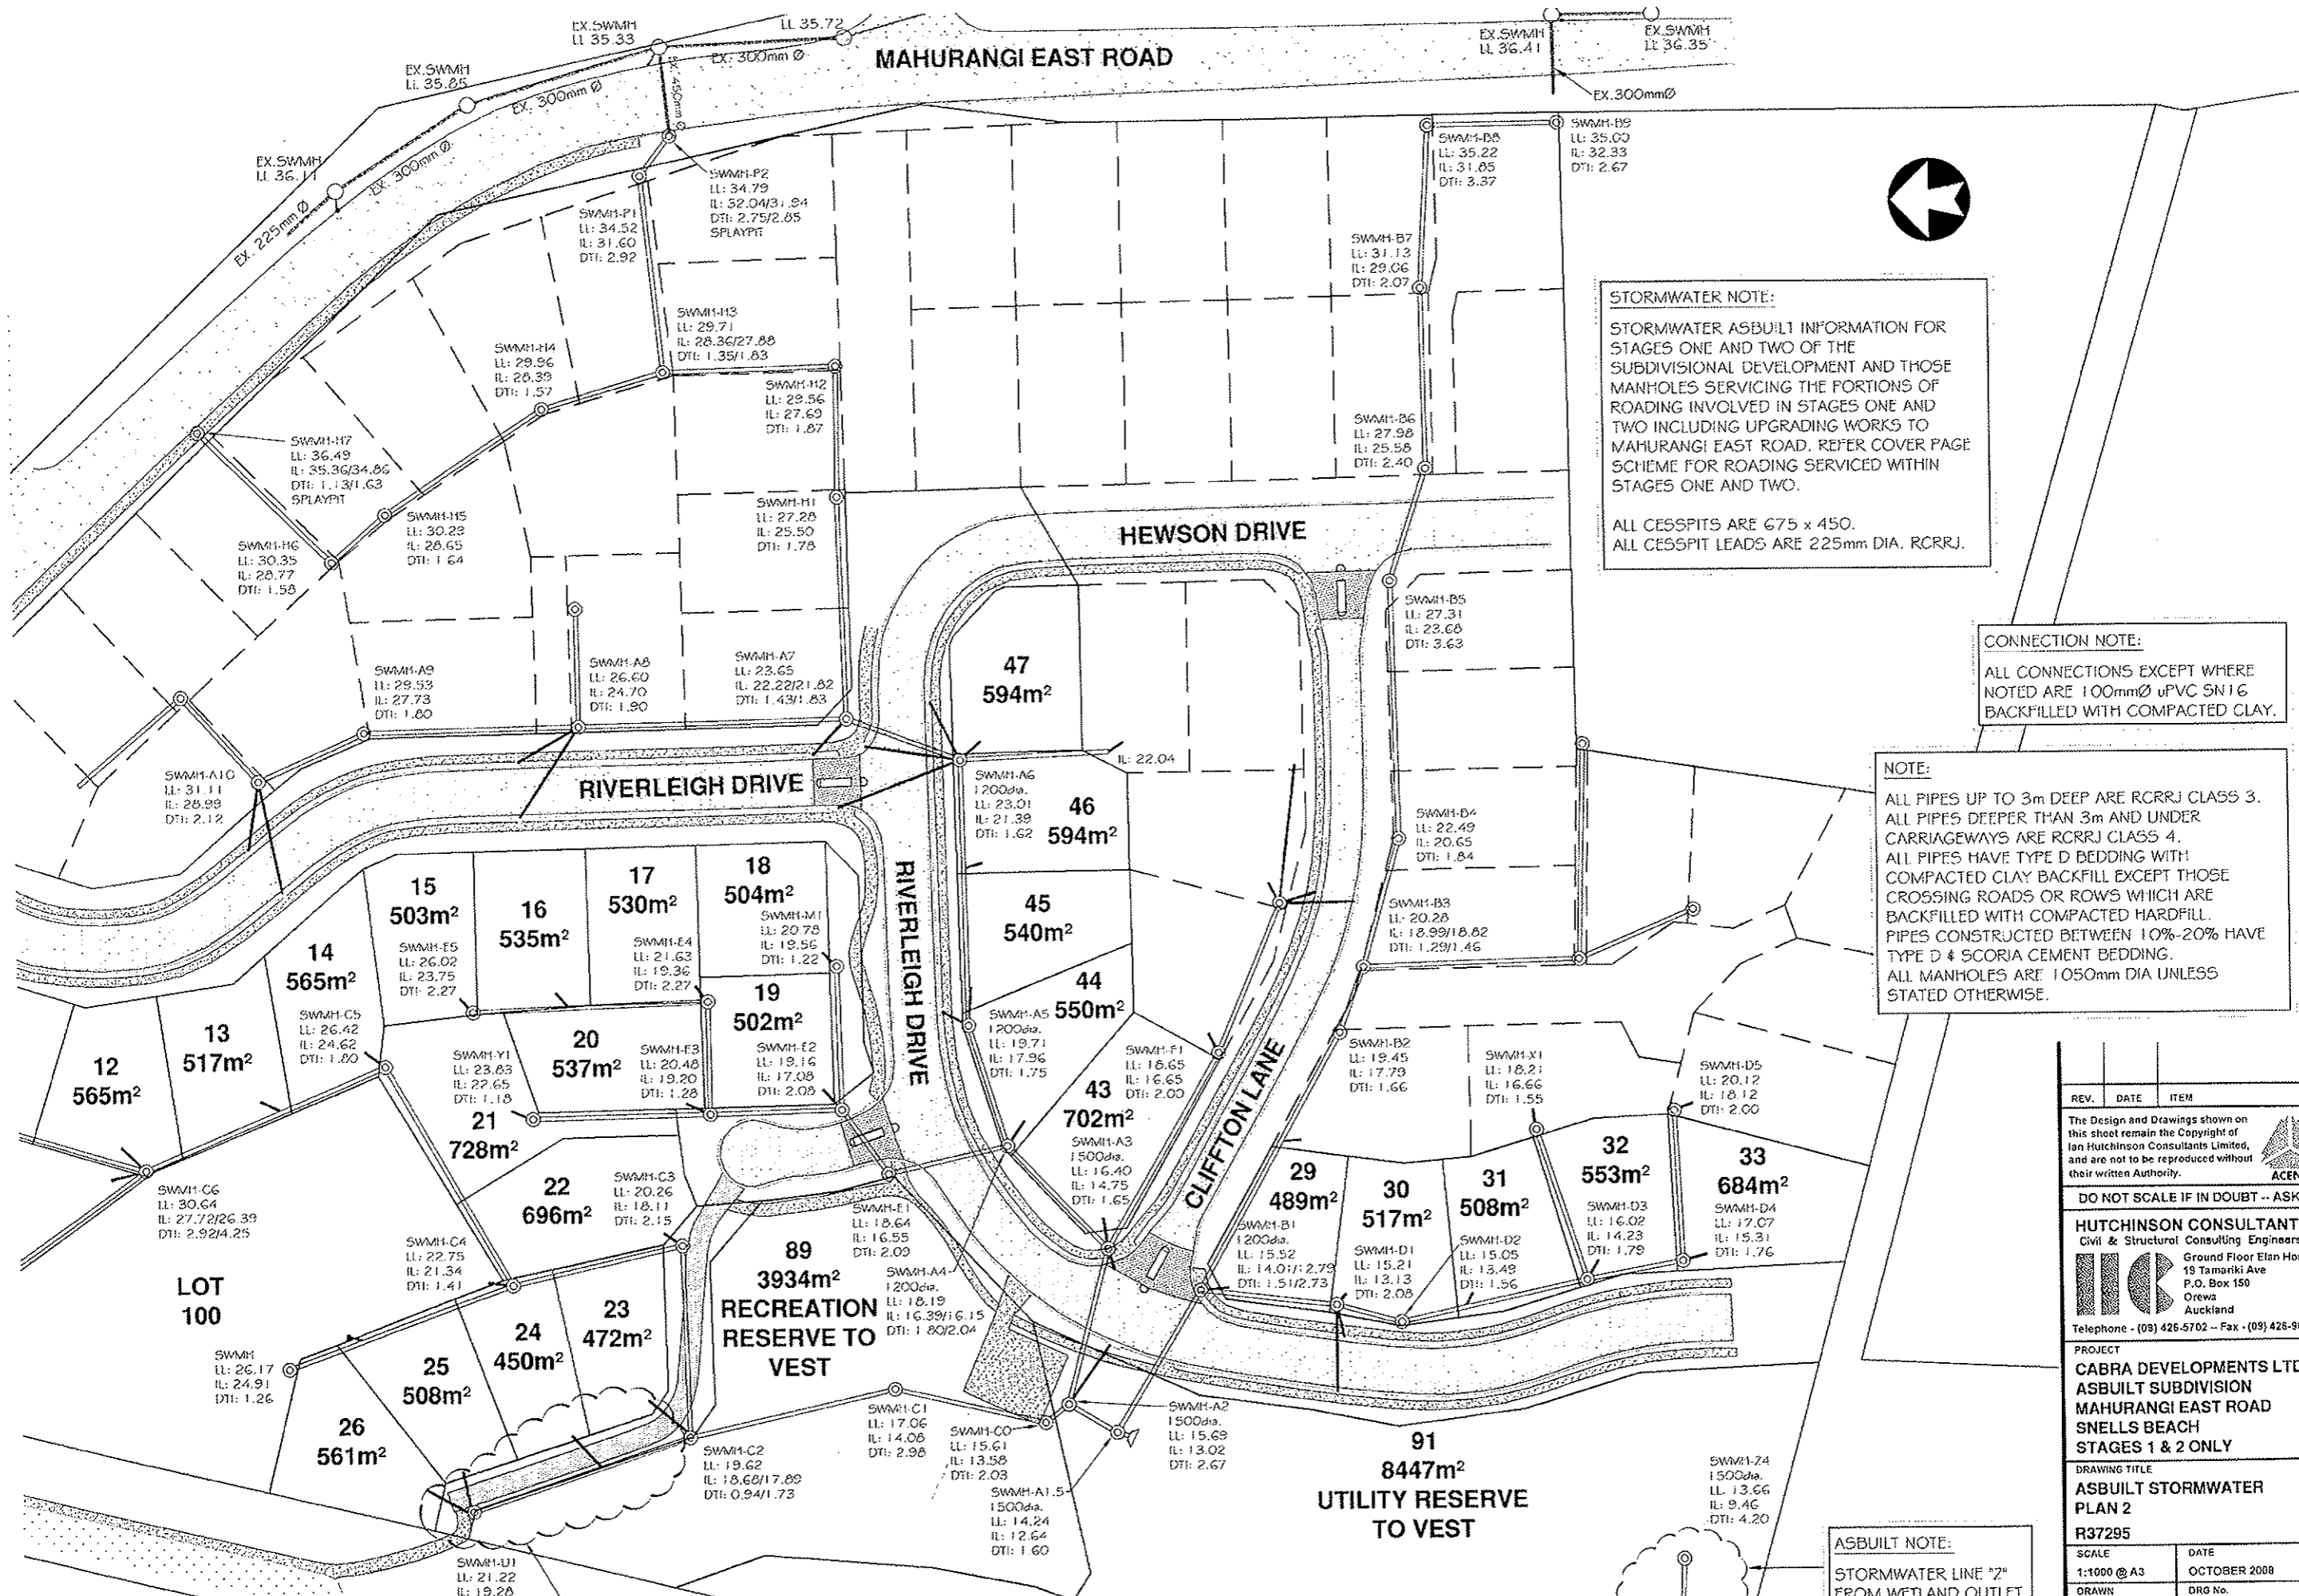 EX.SWMH
LL 35.33
LL 35.72
EX. 300mm Ø
MAHURANGI EAST ROAD
EX.SWMH
LL 36.41
EX.SWMH
LL 36.35
EX.300mmØ
EX.SWMH
LL 35.85
EX. 300mm Ø
EX. 450mm Ø
EX.SWMH
EX. 300mm Ø
EX. 225mm Ø
SWMH-P2
LL: 34.79
IL: 32.04/31.94
DTI: 2.75/2.85
SPLAYPIT
SWMH-P1
LL: 34.52
IL: 31.60
DTI: 2.92
SWMH-B8
LL: 35.22
IL: 31.85
DTI: 3.37
SWMH-B9
LL: 35.00
IL: 32.33
DTI: 2.67
SWMH-B7
LL: 31.13
IL: 29.06
DTI: 2.07
SWMH-H3
LL: 29.71
IL: 28.36/27.88
DTI: 1.35/1.83
SWMH-H4
LL: 29.96
IL: 28.39
DTI: 1.57
SWMH-H2
LL: 29.56
IL: 27.69
DTI: 1.87
SWMH-B6
LL: 27.98
IL: 25.58
DTI: 2.40
SWMH-H7
LL: 36.49
IL: 35.36/34.86
DTI: 1.13/1.63
SPLAYPIT
SWMH-H5
LL: 30.29
IL: 28.65
DTI: 1.64
SWMH-H6
LL: 30.35
IL: 28.77
DTI: 1.58
SWMH-H1
LL: 27.28
IL: 25.50
DTI: 1.78
HEWSON DRIVE
STORMWATER NOTE:
STORMWATER ASBUILT INFORMATION FOR
STAGES ONE AND TWO OF THE
SUBDIVISIONAL DEVELOPMENT AND THOSE
MANHOLES SERVICING THE PORTIONS OF
ROADING INVOLVED IN STAGES ONE AND
TWO INCLUDING UPGRADING WORKS TO
MAHURANGI EAST ROAD. REFER COVER PAGE
SCHEME FOR ROADING SERVICED WITHIN
STAGES ONE AND TWO.
ALL CESSPITS ARE 675 x 450.
ALL CESSPIT LEADS ARE 225mm DIA. RCRRJ.
SWMH-B5
LL: 27.31
IL: 23.68
DTI: 3.63
CONNECTION NOTE:
ALL CONNECTIONS EXCEPT WHERE
NOTED ARE 100mmØ uPVC SN16
BACKFILLED WITH COMPACTED CLAY.
SWMH-A9
LL: 29.53
IL: 27.73
DTI: 1.80
SWMH-A8
LL: 26.60
IL: 24.70
DTI: 1.90
SWMH-A7
LL: 23.65
IL: 22.22/21.82
DTI: 1.43/1.83
47
594m²
IL: 22.04
SWMH-A10
LL: 31.11
IL: 28.99
DTI: 2.12
RIVERLEIGH DRIVE
SWMH-A6
1200dia.
LL: 23.01
IL: 21.39
DTI: 1.62
46
594m²
SWMH-B4
LL: 22.49
IL: 20.65
DTI: 1.84
NOTE:
ALL PIPES UP TO 3m DEEP ARE RCRRJ CLASS 3.
ALL PIPES DEEPER THAN 3m AND UNDER
CARRIAGEWAYS ARE RCRRJ CLASS 4.
ALL PIPES HAVE TYPE D BEDDING WITH
COMPACTED CLAY BACKFILL EXCEPT THOSE
CROSSING ROADS OR ROWS WHICH ARE
BACKFILLED WITH COMPACTED HARDFILL.
PIPES CONSTRUCTED BETWEEN 10%-20% HAVE
TYPE D & SCORIA CEMENT BEDDING.
ALL MANHOLES ARE 1050mm DIA UNLESS
STATED OTHERWISE.
15
503m²
16
535m²
17
530m²
18
504m²
RIVERLEIGH DRIVE
45
540m²
SWMH-B3
LL: 20.28
IL: 18.99/18.82
DTI: 1.29/1.46
SWMH-E5
LL: 26.02
IL: 23.75
DTI: 2.27
SWMH-E4
LL: 21.63
IL: 19.36
DTI: 2.27
SWMH-M1
LL: 20.78
IL: 19.56
DTI: 1.22
14
565m²
13
517m²
12
565m²
19
502m²
44
550m²
SWMH-A5
1200dia.
LL: 19.71
IL: 17.96
DTI: 1.75
SWMH-C5
LL: 26.42
IL: 24.62
DTI: 1.80
SWMH-Y1
LL: 23.83
IL: 22.65
DTI: 1.18
20
537m²
SWMH-E3
LL: 20.48
IL: 19.20
DTI: 1.28
SWMH-E2
LL: 19.16
IL: 17.08
DTI: 2.08
SWMH-F1
LL: 18.65
IL: 16.65
DTI: 2.00
43
702m²
CLIFFTON LANE
SWMH-B2
LL: 19.45
IL: 17.79
DTI: 1.66
SWMH-X1
LL: 18.21
IL: 16.66
DTI: 1.55
SWMH-D5
LL: 20.12
IL: 18.12
DTI: 2.00
21
728m²
22
696m²
SWMH-C3
LL: 20.26
IL: 18.11
DTI: 2.15
SWMH-A3
1500dia.
LL: 16.40
IL: 14.75
DTI: 1.65
29
489m²
30
517m²
31
508m²
32
553m²
33
684m²
SWMH-C6
LL: 30.64
IL: 27.72/26.39
DTI: 2.92/4.25
SWMH-E1
LL: 18.64
IL: 16.55
DTI: 2.09
SWMH-B1
1200dia.
LL: 15.52
IL: 14.01/12.79
DTI: 1.51/2.73
SWMH-D1
LL: 15.21
IL: 13.13
DTI: 2.08
SWMH-D2
LL: 15.05
IL: 13.49
DTI: 1.56
SWMH-D3
LL: 16.02
IL: 14.23
DTI: 1.79
SWMH-D4
LL: 17.07
IL: 15.31
DTI: 1.76
SWMH-C4
LL: 22.75
IL: 21.34
DTI: 1.41
LOT
100
89
3934m²
RECREATION
RESERVE TO
VEST
SWMH-A4
1200dia.
LL: 18.19
IL: 16.39/16.15
DTI: 1.80/2.04
23
472m²
24
450m²
25
508m²
26
561m²
SWMH
LL: 26.17
IL: 24.91
DTI: 1.26
SWMH-C2
LL: 19.62
IL: 18.68/17.89
DTI: 0.94/1.73
SWMH-C1
LL: 17.06
IL: 14.08
DTI: 2.98
SWMH-C0
LL: 15.61
IL: 13.58
DTI: 2.03
SWMH-A2
1500dia.
LL: 15.69
IL: 13.02
DTI: 2.67
SWMH-A1.5
1500dia.
LL: 14.24
IL: 12.64
DTI: 1.60
91
8447m²
UTILITY RESERVE
TO VEST
SWMH-Z4
1500dia.
LL: 13.66
IL: 9.46
DTI: 4.20
SWMH-U1
LL: 21.22
IL: 19.28
ASBUILT NOTE:
STORMWATER LINE "Z"
FROM WETLAND OUTLET
REV. DATE ITEM
The Design and Drawings shown on
this sheet remain the Copyright of
Ian Hutchinson Consultants Limited,
and are not to be reproduced without
their written Authority.
ACEN
DO NOT SCALE IF IN DOUBT -- ASK
HUTCHINSON CONSULTANT
Civil & Structural Consulting Engineers
Ground Floor Elan Ho
19 Tamariki Ave
P.O. Box 150
Orewa
Auckland
Telephone - (09) 426-5702 -- Fax - (09) 426-9
PROJECT
CABRA DEVELOPMENTS LTD
ASBUILT SUBDIVISION
MAHURANGI EAST ROAD
SNELLS BEACH
STAGES 1 & 2 ONLY
DRAWING TITLE
ASBUILT STORMWATER
PLAN 2
R37295
SCALE
1:1000 @ A3
DATE
OCTOBER 2008
DRAWN
DRG No.